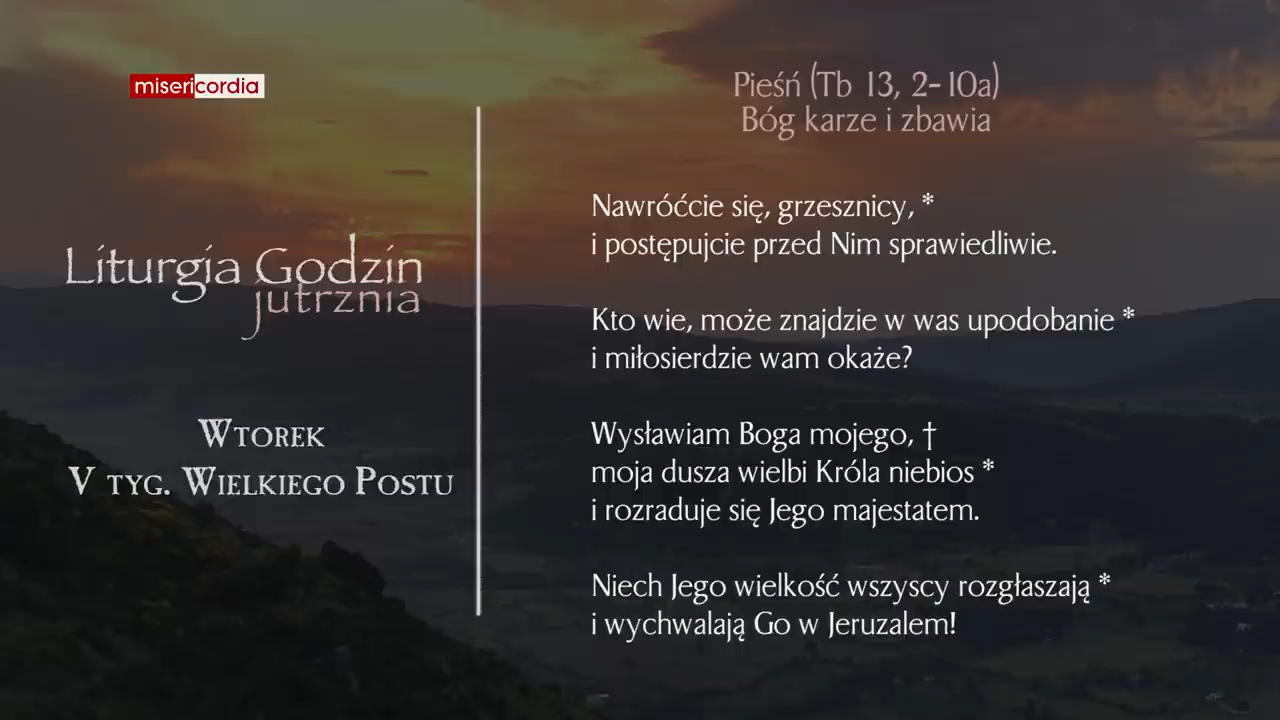 misericordia
Liturgia Godzin
jutrznia
Wtorek
V tyg. Wielkiego Postu
Pieśń (Tb 13, 2-10a)
Bóg karze i zbawia
Nawróćcie się, grzesznicy, *
i postępujcie przed Nim sprawiedliwie.
Kto wie, może znajdzie w was upodobanie *
i miłosierdzie wam okaże?
Wysławiam Boga mojego, †
moja dusza wielbi Króla niebios *
i rozraduje się Jego majestatem.
Niech Jego wielkość wszyscy rozgłaszają *
i wychwalają Go w Jeruzalem!